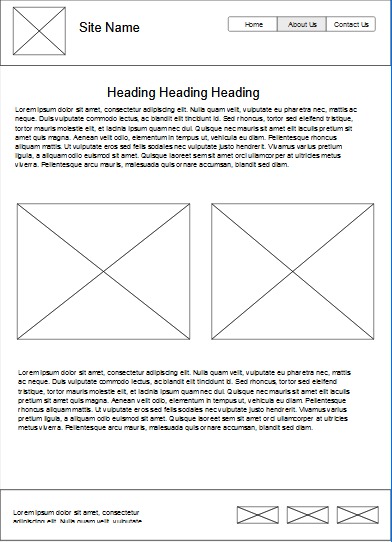 Site Name
Home About Us Contact Us
Heading Heading Heading
Lorem ipsum dolor sit amet, consectetur adipiscing elit. Nulla quam velit, vulputate eu pharetra nec, mattis ac
neque. Duis vulputate commodo lectus, ac blandit elit tincidunt id. Sed rhoncus, tortor sed eleifend tristique,
tortor mauris molestie elit, et lacinia ipsum quam nec dui. Quisque nec mauris sit amet elit iaculis pretium sit
amet quis magna. Aenean velit odio, elementum in tempus ut, vehicula eu diam. Pellentesque rhoncus
aliquam mattis. Ut vulputate eros sed felis sodales nec vulputate justo hendrerit. Vivamus varius pretium
ligula, a aliquam odio euismod sit amet. Quisque laoreet sem sit amet orci ullamcorper at ultricies metus
viverra. Pellentesque arcu mauris, malesuada quis ornare accumsan, blandit sed diam.
Lorem ipsum dolor sit amet, consectetur adipiscing elit. Nulla quam velit, vulputate eu pharetra nec, mattis
ac neque. Duis vulputate commodo lectus, ac blandit elit tincidunt id. Sed rhoncus, tortor sed eleifend
tristique, tortor mauris molestie elit, et lacinia ipsum quam nec dui. Quisque nec mauris sit amet elit iaculis
pretium sit amet quis magna. Aenean velit odio, elementum in tempus ut, vehicula eu diam. Pellentesque
rhoncus aliquam mattis. Ut vulputate eros sed felis sodales nec vulputate justo hendrerit. Vivamus varius
pretium ligula, a aliquam odio euismod sit amet. Quisque laoreet sem sit amet orci ullamcorper at ultricies
metus viverra. Pellentesque arcu mauris, malesuada quis ornare accumsan, blandit sed diam.
Lorem ipsum dolor sit amet, consectetur
adipiscing elit. Nulla quam velit, vulputate